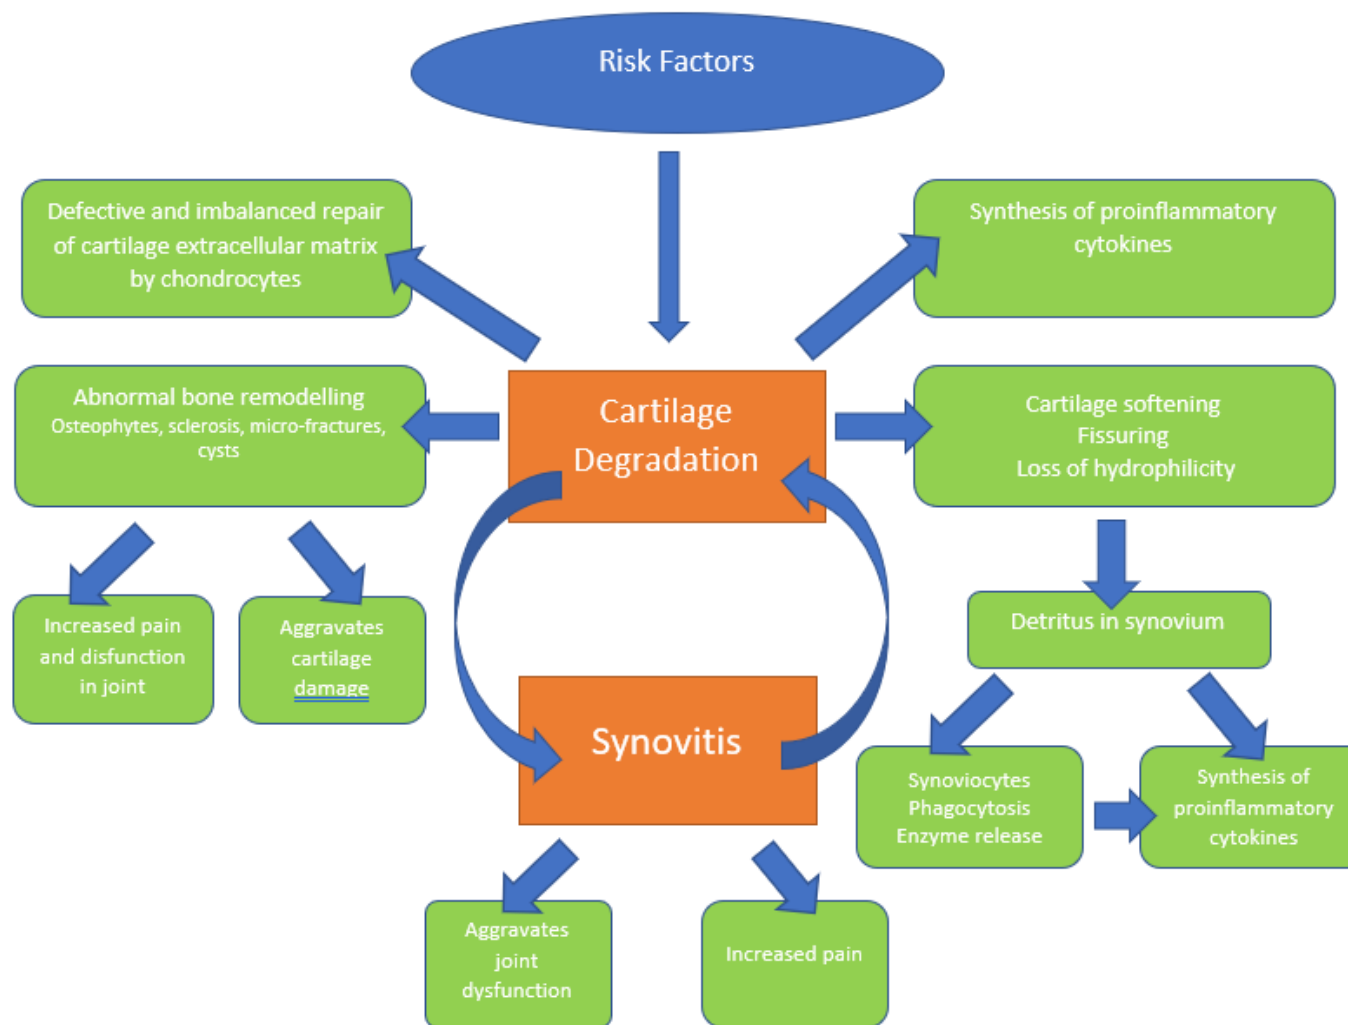 Risk Factors
Defective and imbalanced repair
of cartilage extracellular matrix
by chondrocytes
Synthesis of proinflammatory
cytokines
Abnormal bone remodelling
Osteophytes, sclerosis, micro-fractures,
cysts
Cartilage
Degradation
Cartilage softening
Fissuring
Loss of hydrophilicity
Increased pain
and disfunction
in joint
Aggravates
cartilage
damage
Detritus in synovium
Synovitis
Synoviocytes
Phagocytosis
Enzyme release
Synthesis of
proinflammatory
cytokines
Aggravates
joint
dysfunction
Increased pain